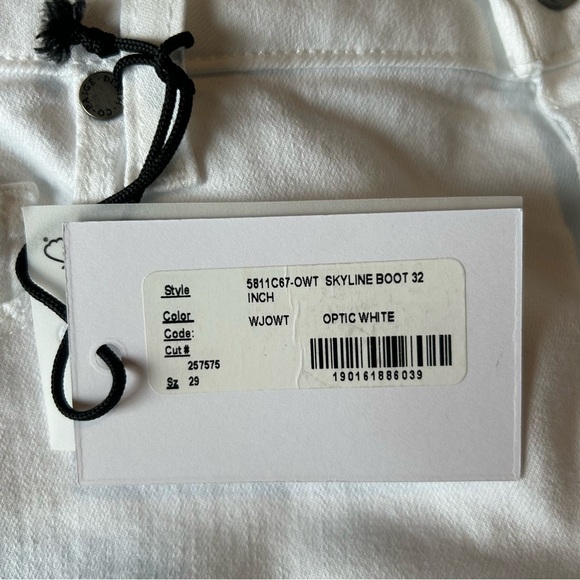 Style 5811C67-OWT SKYLINE BOOT 32
INCH
Color WJOWT OPTIC WHITE
Code:
Cut #
257575
Sz 29
190161886039